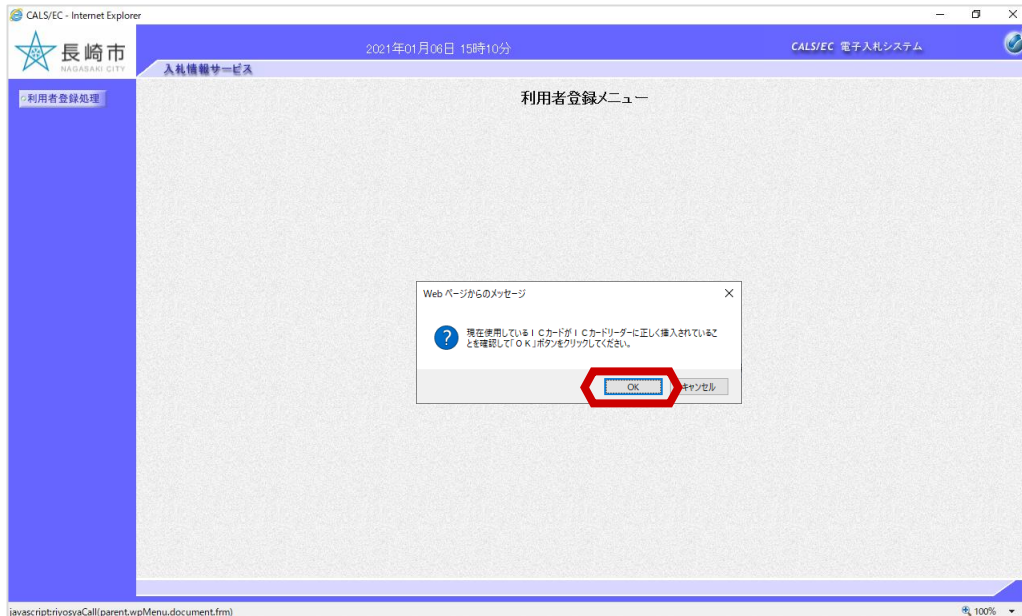 CALS/EC - Internet Explorer
長崎市
NAGASAKI CITY
2021年01月06日 15時10分
CALS/EC 電子入札システム
入札情報サービス
利用者登録処理
利用者登録メニュー
Web ページからのメッセージ
現在使用しているＩＣカードがＩＣカードリーダーに正しく挿入されているこ
とを確認して「ＯＫ」ボタンをクリックしてください。
OK
キャンセル
javascript:riyosyaCall(parent.wpMenu.document.frm)
100%